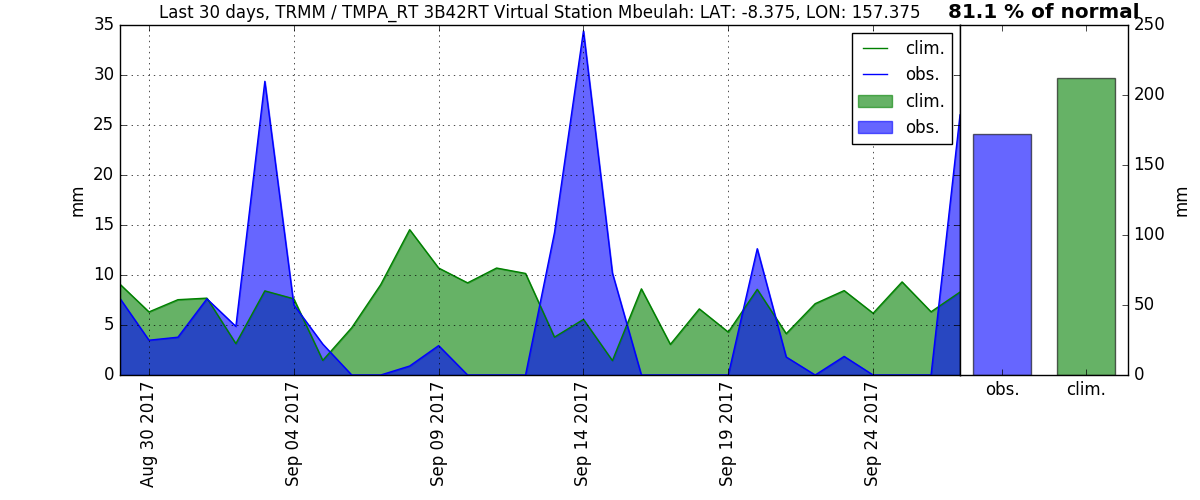 Last 30 days, TRMM / TMPA_RT 3B42RT Virtual Station Mbeulah: LAT: -8.375, LON: 157.375
81.1 % of normal
35
30
25
20
15
10
5
0
mm
clim.
obs.
clim.
obs.
250
200
150
100
50
0
mm
Aug 30 2017
Sep 04 2017
Sep 09 2017
Sep 14 2017
Sep 19 2017
Sep 24 2017
obs.
clim.